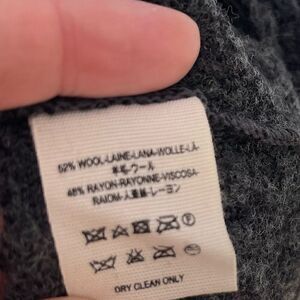 52% WOOL-LAINE-LANA-WOLLE-LÃ-
羊毛-ウール
48% RAYON-RAYONNE-VISCOSA-
RAIOM-人造絲-レーヨン
DRY CLEAN ONLY